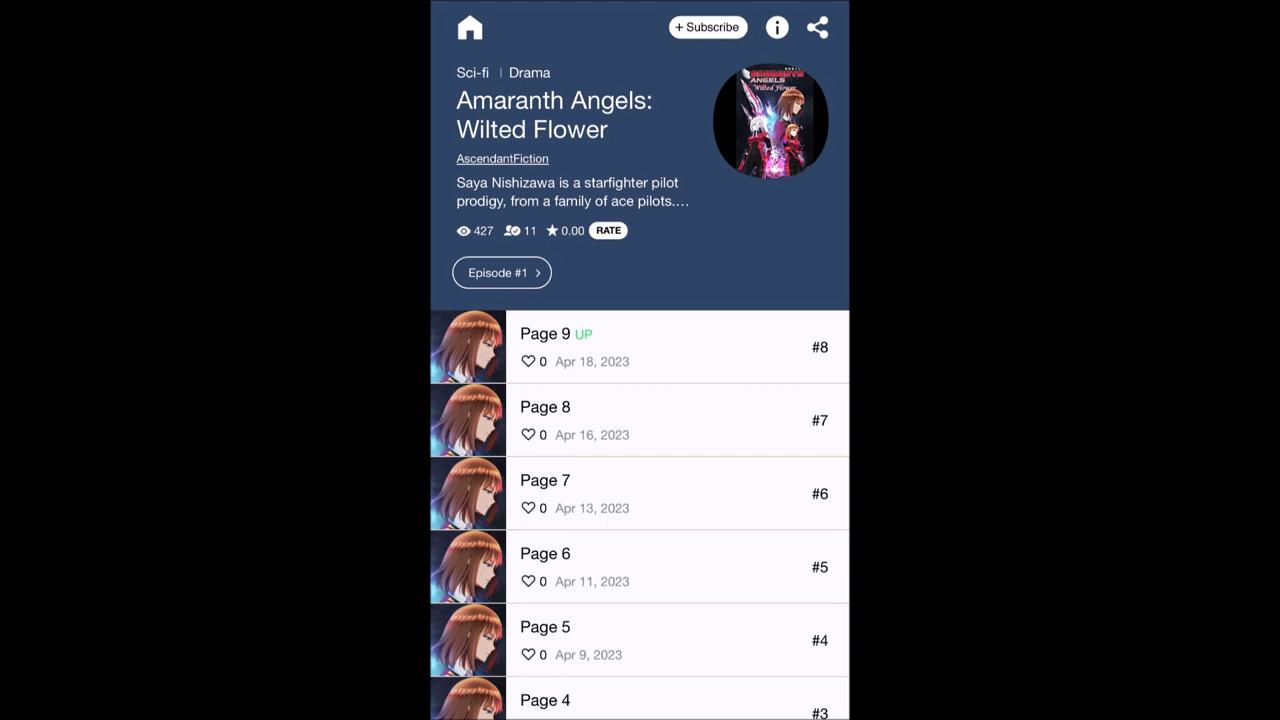 + Subscribe
Sci-fi | Drama
Amaranth Angels:
Wilted Flower
AscendantFiction
Saya Nishizawa is a starfighter pilot
prodigy, from a family of ace pilots....
427 11 0.00 RATE
Episode #1 >
ANGELS
Wilted Flower
Page 9 UP
0 Apr 18, 2023
#8
Page 8
0 Apr 16, 2023
#7
Page 7
0 Apr 13, 2023
#6
Page 6
0 Apr 11, 2023
#5
Page 5
0 Apr 9, 2023
#4
Page 4
#3